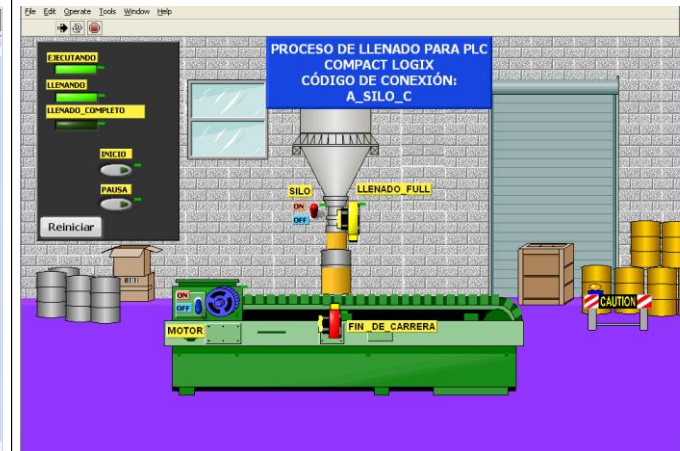 File Edit Operate Tools Window Help
PROCESO DE LLENADO PARA PLC
COMPACT LOGIX
CÓDIGO DE CONEXIÓN:
A_SILO_C
EJECUTANDO
LLENANDO
LLENADO_COMPLETO
INICIO
PAUSA
Reiniciar
SILO
LLENADO_FULL
ON
OFF
ON
OFF
MOTOR
FIN_DE_CARRERA
CAUTION